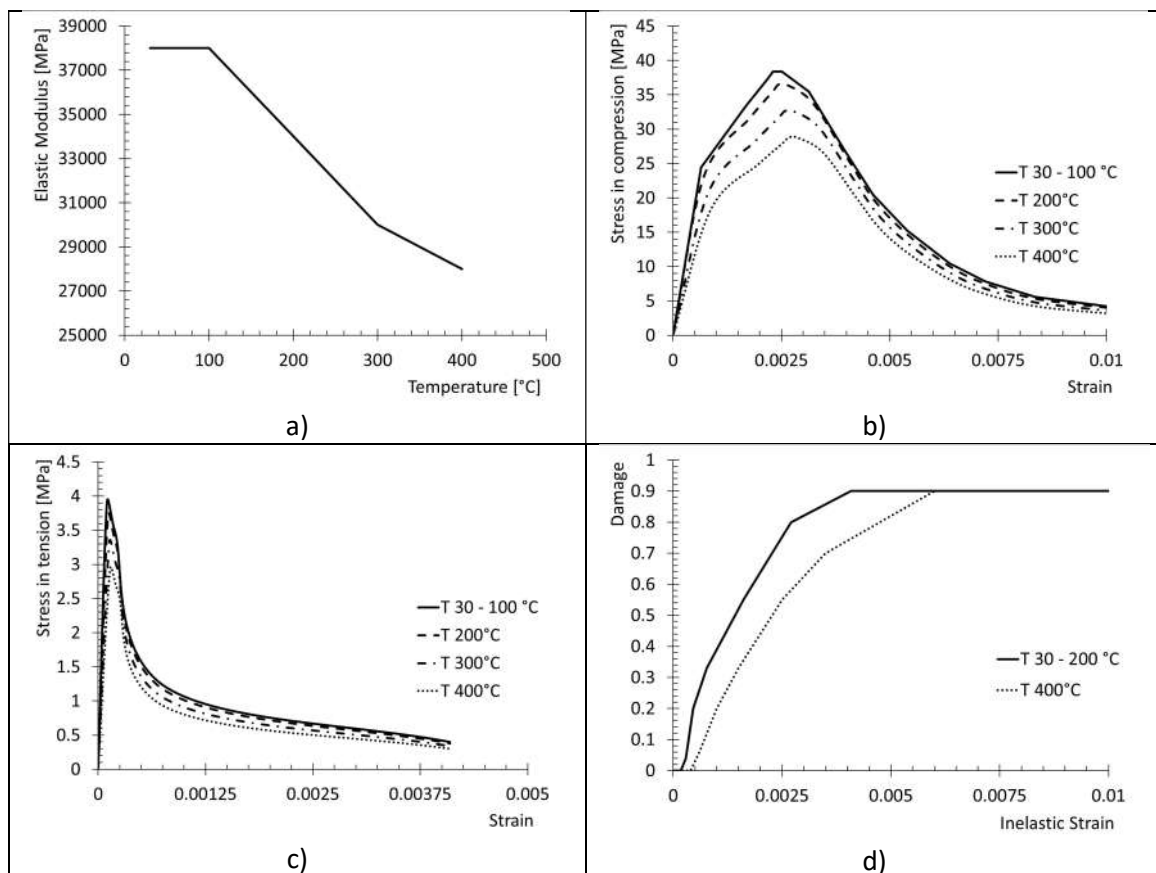 39000
37000
35000
33000
31000
29000
27000
25000
Elastic Modulus [MPa]
0 100 200 300 400 500
Temperature [°C]
a)
45
40
35
30
25
20
15
10
5
0
Stress in compression [MPa]
T 30 - 100 °C
T 200°C
T 300°C
T 400°C
0 0.0025 0.005 0.0075 0.01
Strain
b)
4.5
4
3.5
3
2.5
2
1.5
1
0.5
0
Stress in tension [MPa]
T 30 - 100 °C
T 200°C
T 300°C
T 400°C
0 0.00125 0.0025 0.00375 0.005
Strain
c)
1
0.9
0.8
0.7
0.6
0.5
0.4
0.3
0.2
0.1
0
Damage
T 30 - 200 °C
T 400°C
0 0.0025 0.005 0.0075 0.01
Inelastic Strain
d)